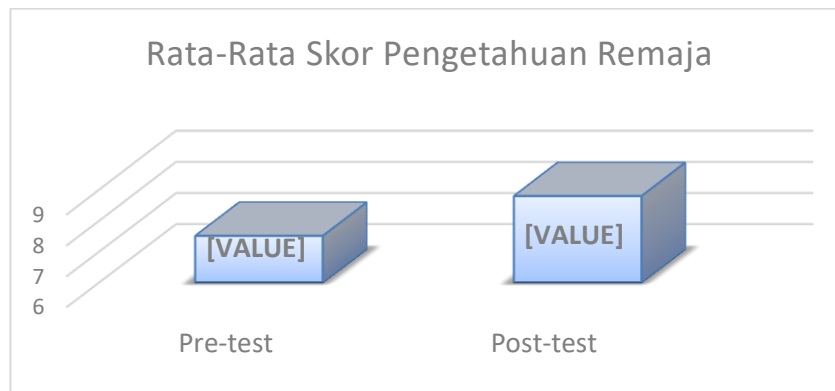 Rata-Rata Skor Pengetahuan Remaja
9
8
7
6
[VALUE]
[VALUE]
Pre-test
Post-test